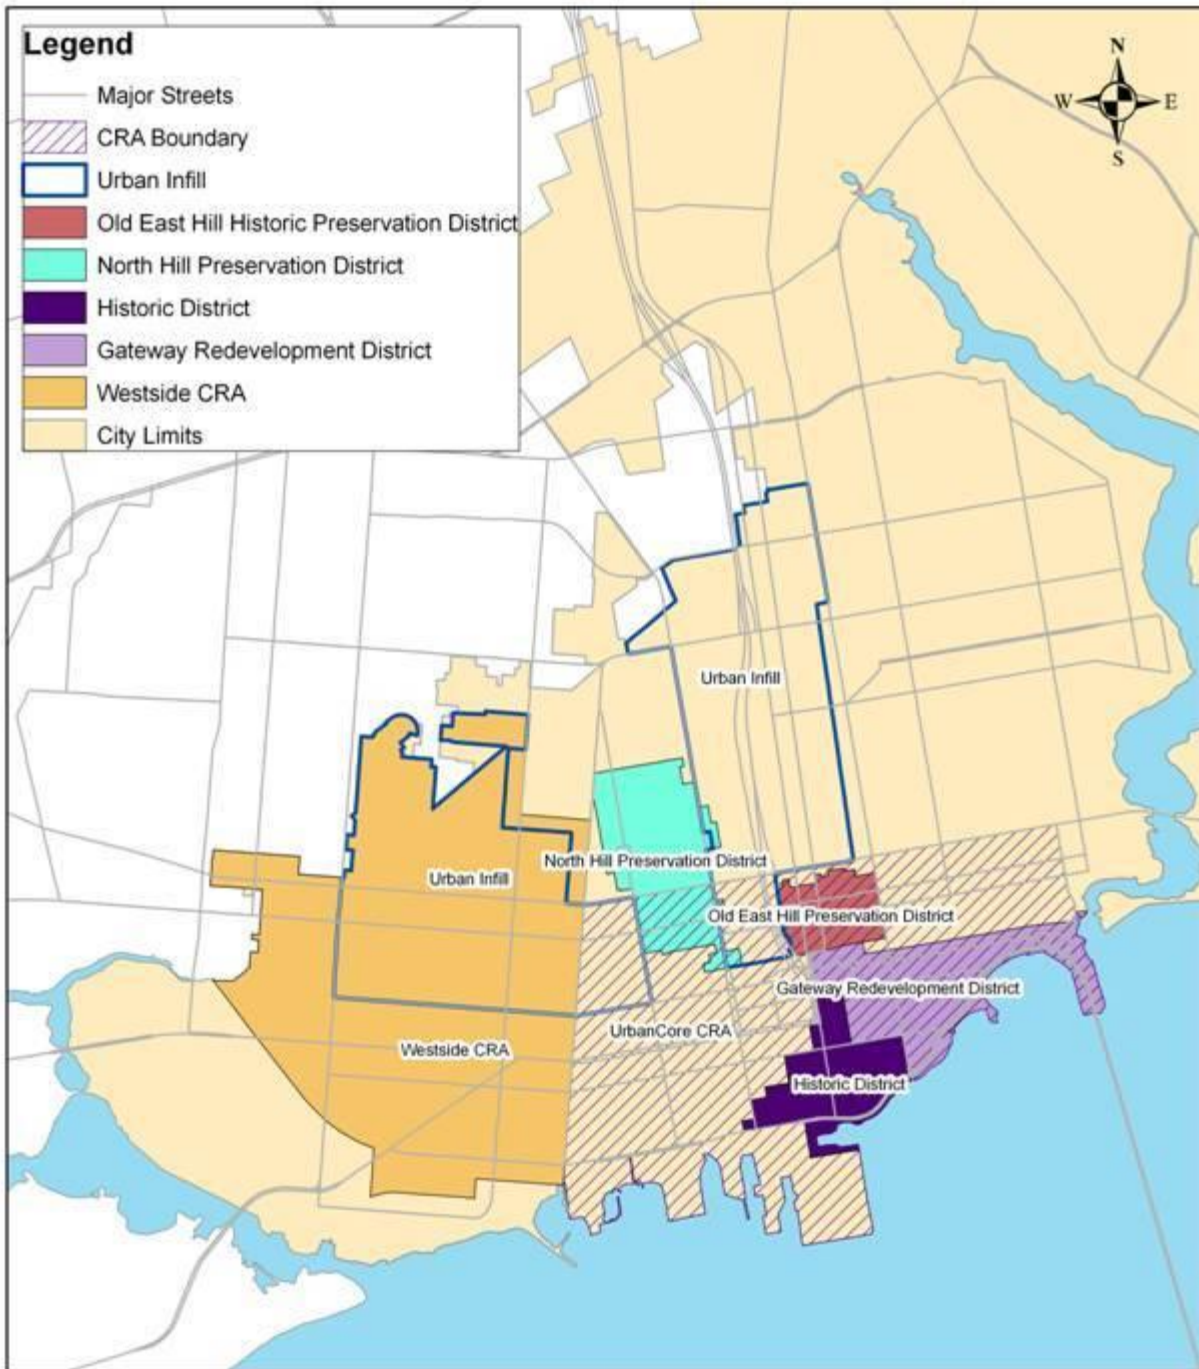 Legend
Major Streets
CRA Boundary
Urban Infill
Old East Hill Historic Preservation District
North Hill Preservation District
Historic District
Gateway Redevelopment District
Westside CRA
City Limits
N
W
E
S
Urban Infill
North Hill Preservation District
Urban Infill
Old East Hill Preservation District
Gateway Redevelopment District
UrbanCore CRA
Westside CRA
Historic District